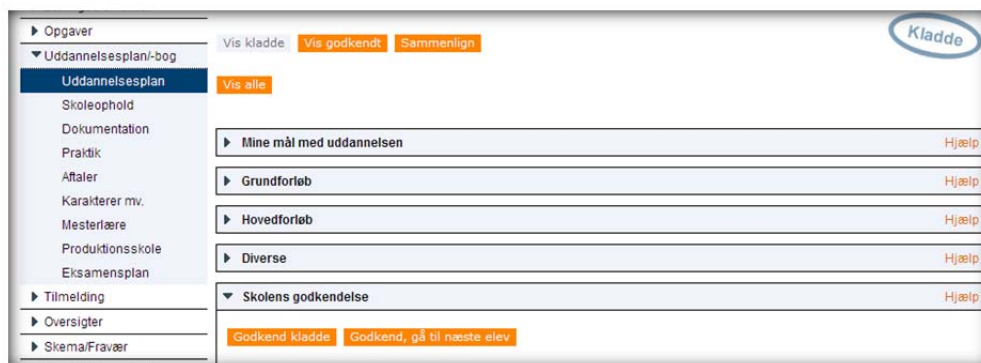 Opgaver
Uddannelsesplan/-bog
Uddannelsesplan
Skoleophold
Dokumentation
Praktik
Aftaler
Karakterer mv.
Mesterlære
Produktionsskole
Eksamensplan
Tilmelding
Oversigter
Skema/Fravær
Vis kladde Vis godkendt Sammenlign
Kladde
Vis alle
Mine mål med uddannelsen Hjælp
Grundforløb Hjælp
Hovedforløb Hjælp
Diverse Hjælp
Skolens godkendelse Hjælp
Godkend kladde Godkend, gå til næste elev